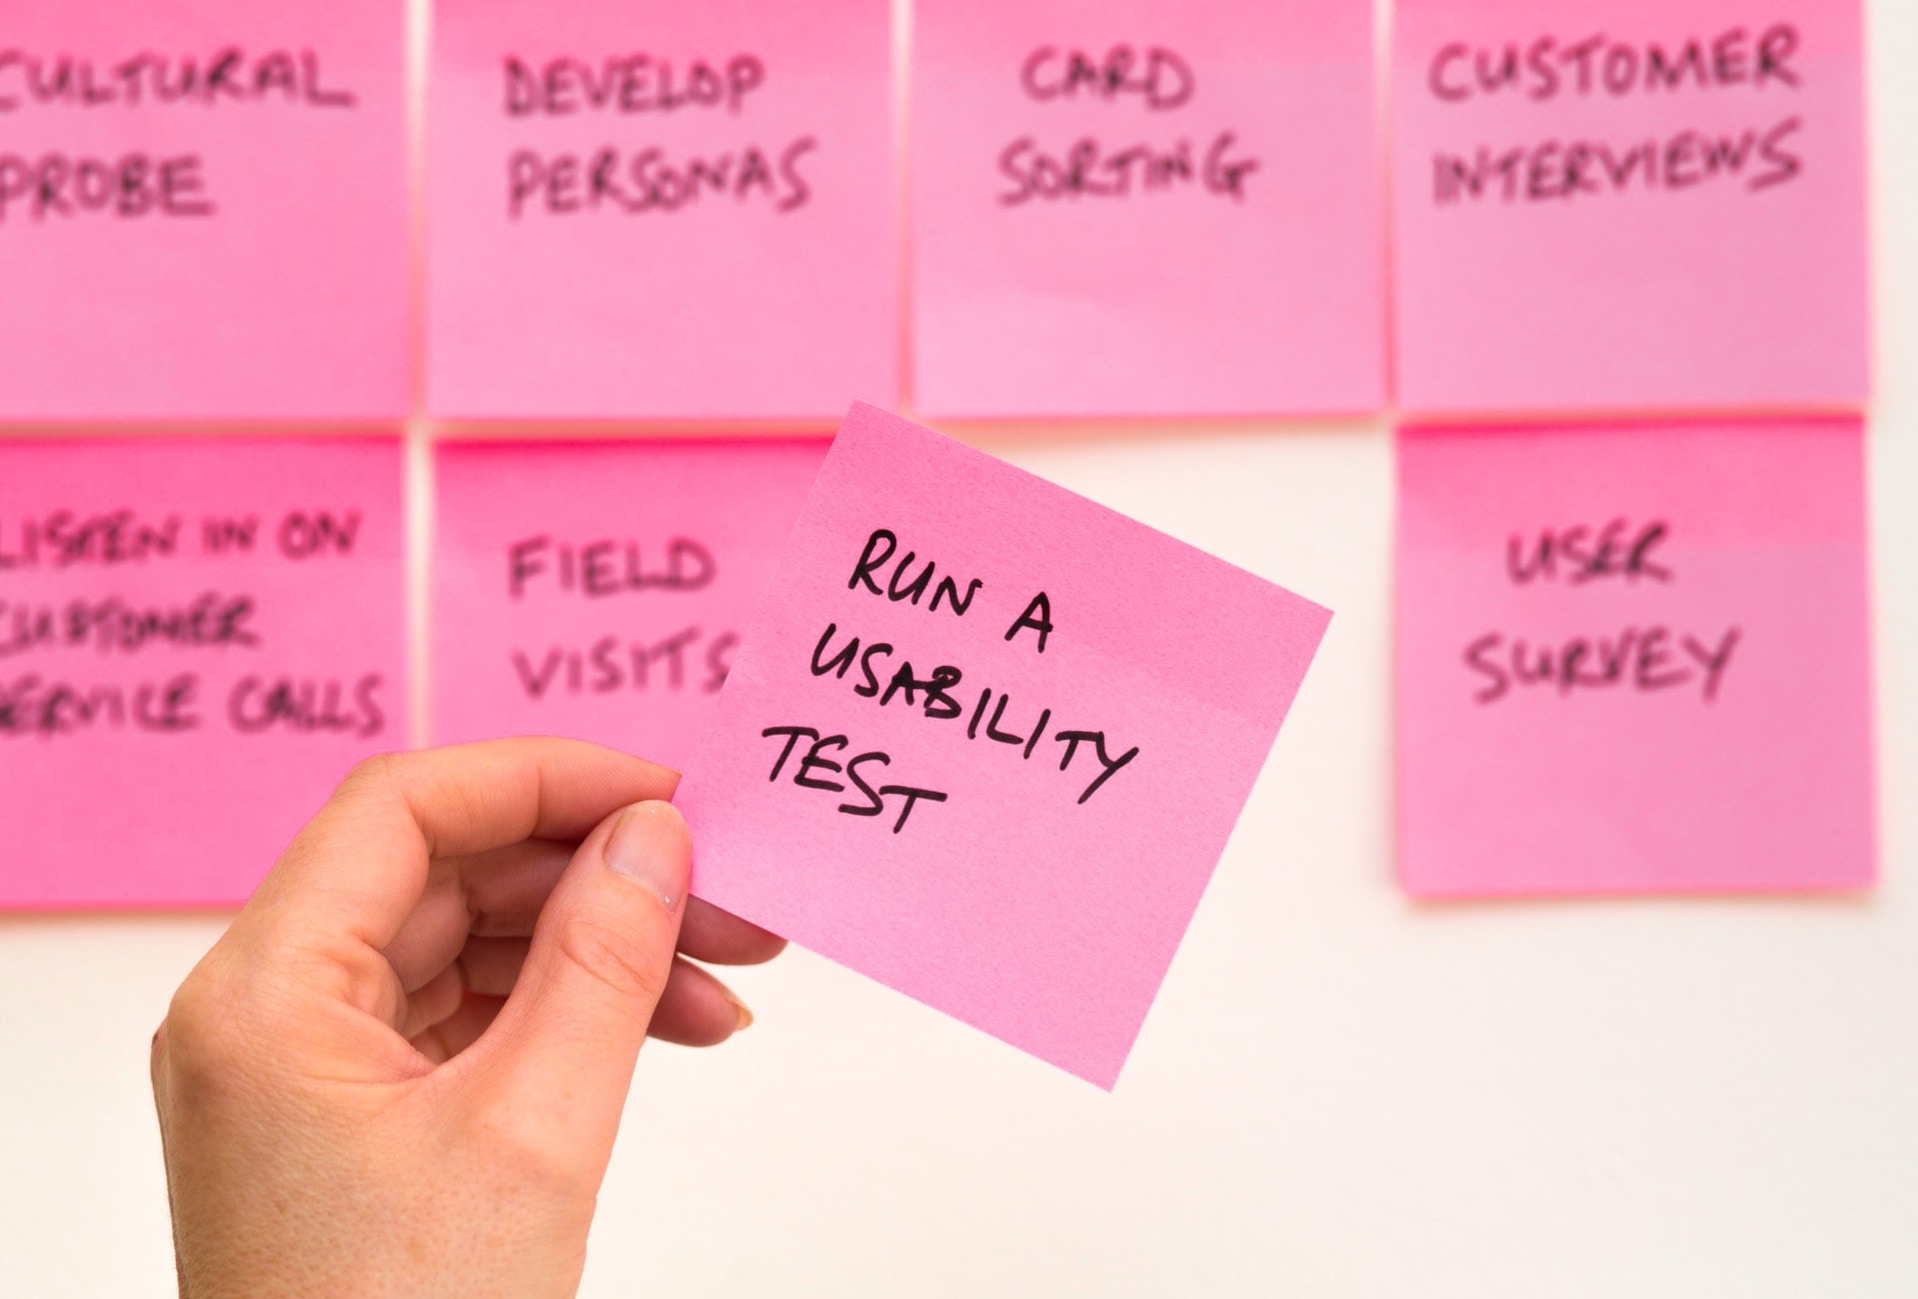 CULTURAL
PROBE
DEVELOP
PERSONAS
CARD
SORTING
CUSTOMER
INTERVIEWS
LISTEN IN ON
CUSTOMER
SERVICE CALLS
FIELD
VISITS
RUN A
USABILITY
TEST
USER
SURVEY